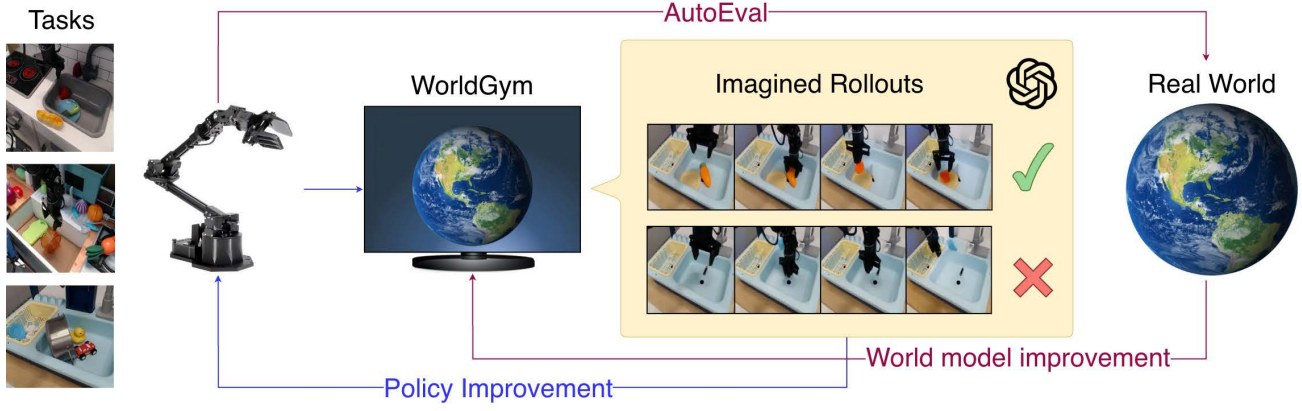 Tasks
AutoEval
WorldGym
Imagined Rollouts
Real World
World model improvement
Policy Improvement